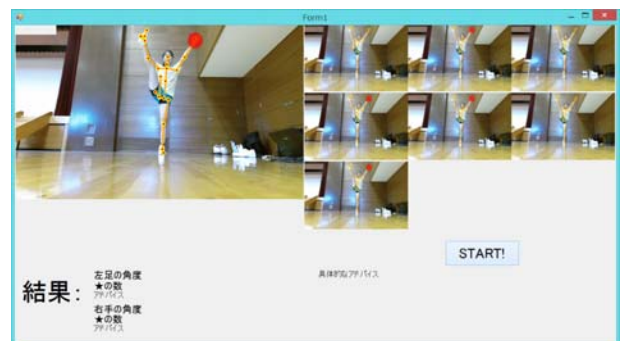 Form1
START!
結果:
左足の角度
★の数
アドバイス
右手の角度
★の数
アドバイス
具体的なアドバイス